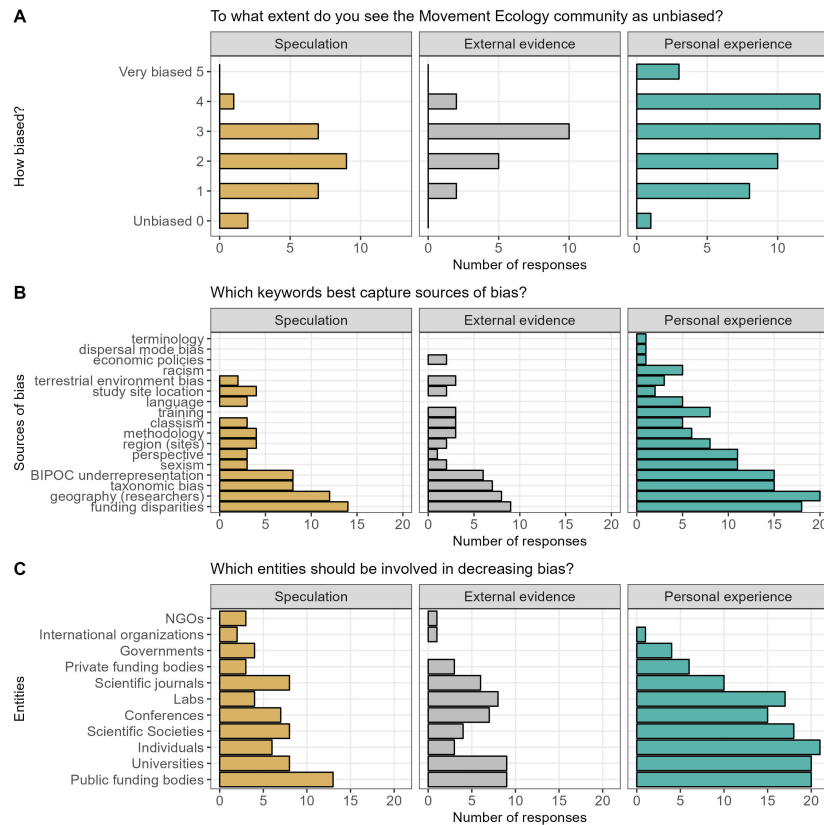 A
To what extent do you see the Movement Ecology community as unbiased?
Speculation
External evidence
Personal experience
How biased?
Very biased 5
4
3
2
1
Unbiased 0
0 5 10
0 5 10
0 5 10
Number of responses
B
Which keywords best capture sources of bias?
Speculation
External evidence
Personal experience
Sources of bias
terminology
dispersal mode bias
economic policies
racism
terrestrial environment bias
study site location
language
training
classism
methodology
region (sites)
perspective
sexism
BIPOC underrepresentation
taxonomic bias
geography (researchers)
funding disparities
0 5 10 15 20
0 5 10 15 20
0 5 10 15 20
Number of responses
C
Which entities should be involved in decreasing bias?
Speculation
External evidence
Personal experience
Entities
NGOs
International organizations
Governments
Private funding bodies
Scientific journals
Labs
Conferences
Scientific Societies
Individuals
Universities
Public funding bodies
0 5 10 15 20
0 5 10 15 20
0 5 10 15 20
Number of responses